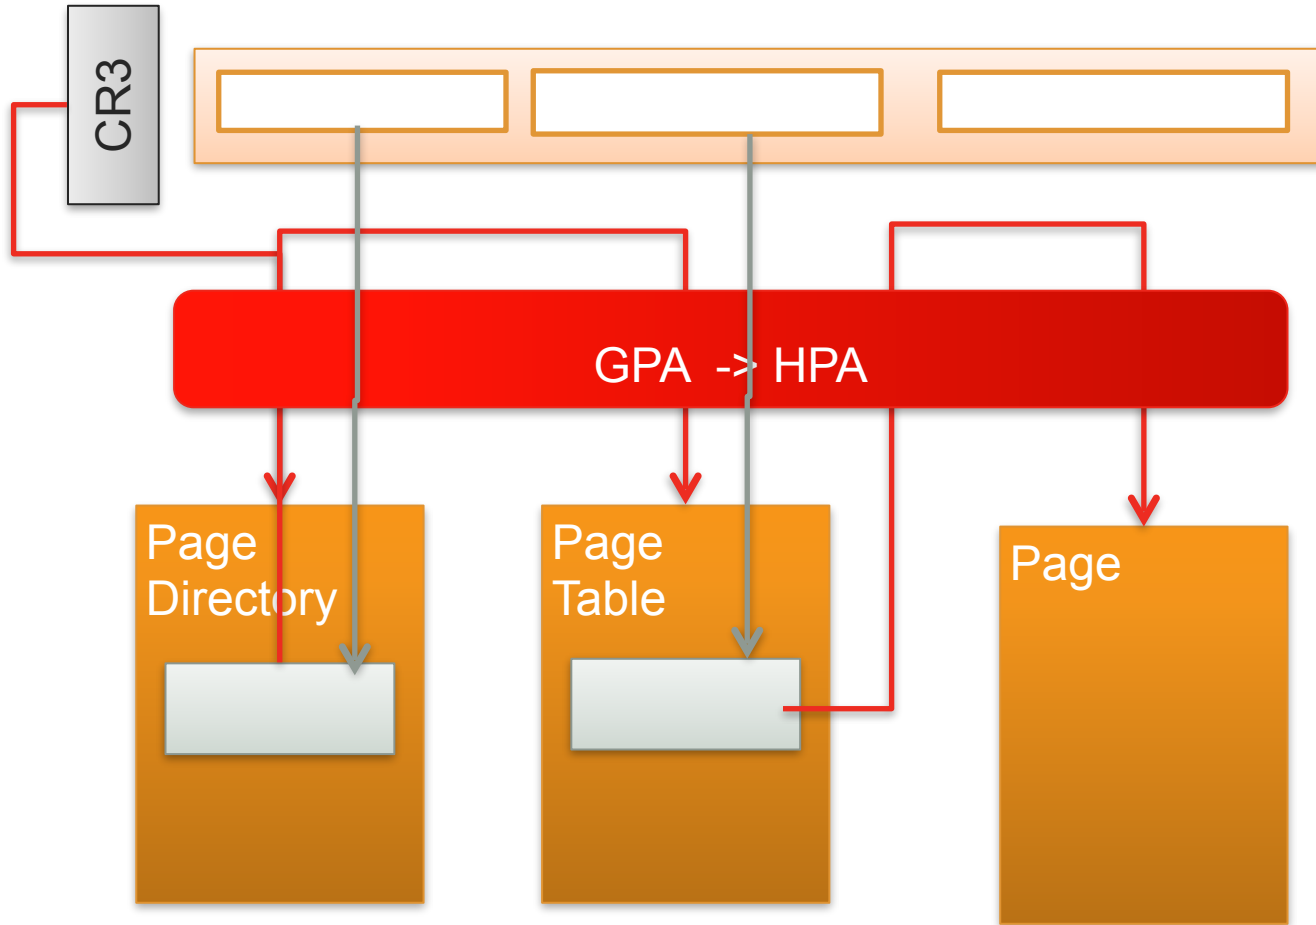 CR3
GPA -> HPA
Page
Directory
Page
Table
Page